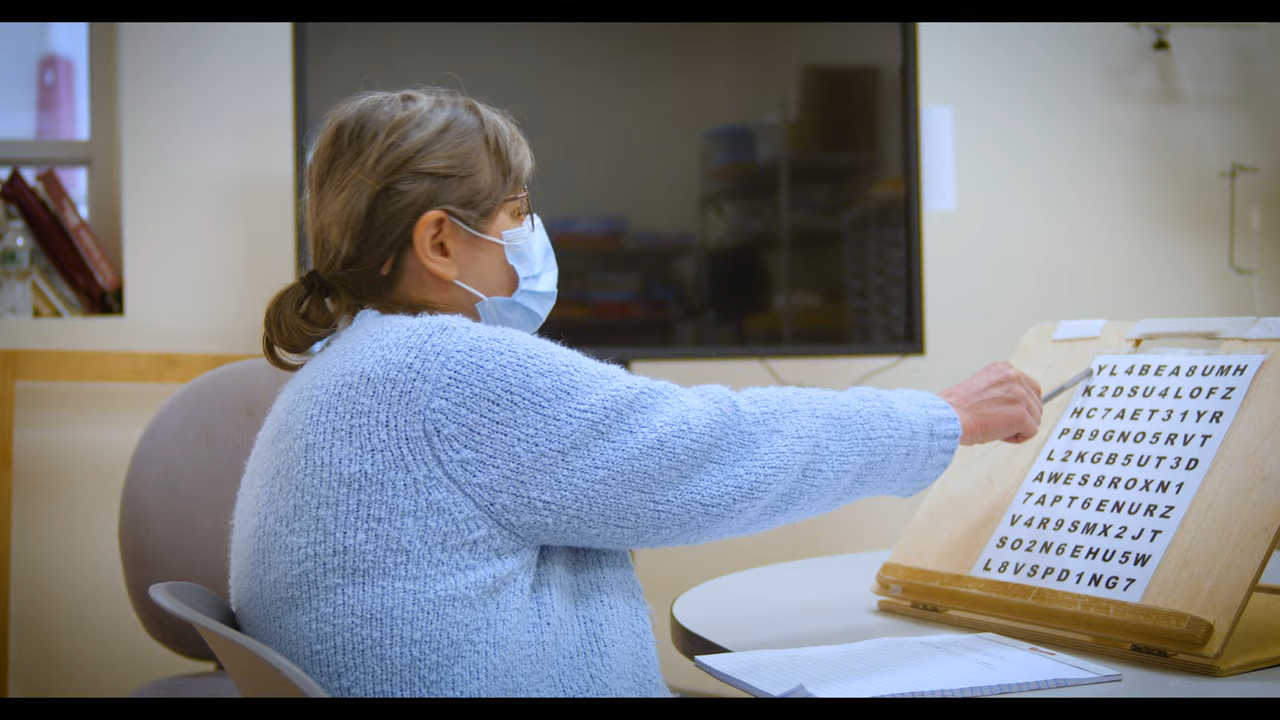 YL4BEA8UMH
K2DSU4LOFZ
HC7AET31YR
PB9GNO5RVT
L2KGB5UT3D
AWES8ROXN1
7APT6ENURZ
V4R9SMX2JT
SO2N6EHU5W
L8VSPD1NG7